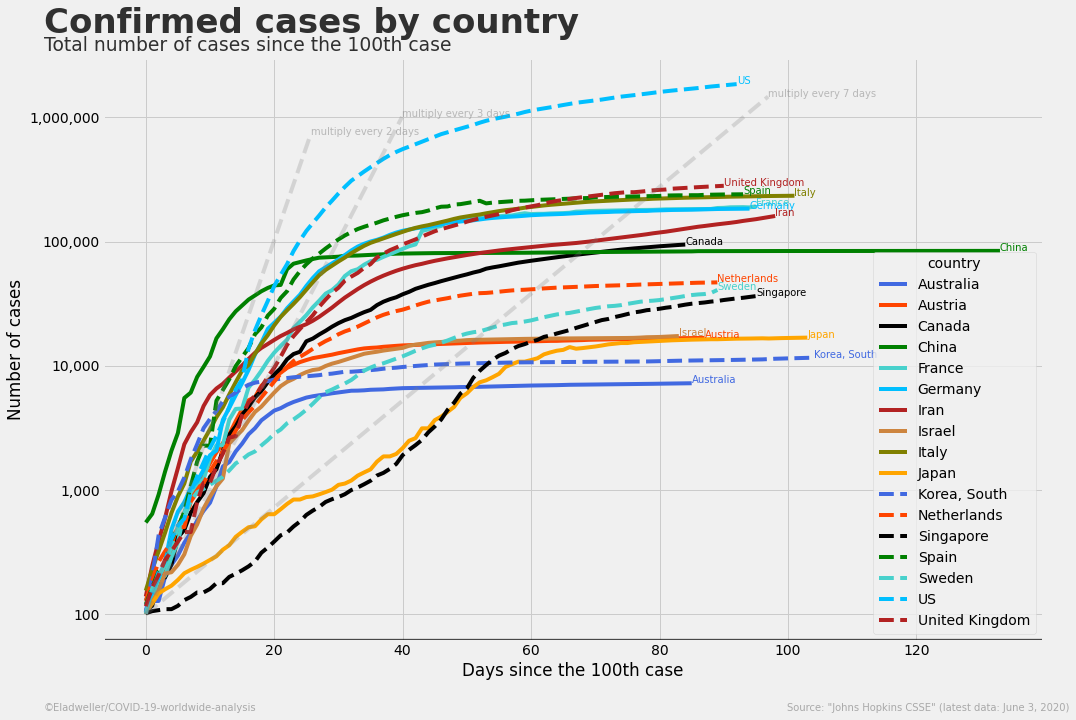 Confirmed cases by country
Total number of cases since the 100th case
US
multiply every 7 days
multiply every 3 days
1,000,000
multiply every 2 days
United Kingdom
Spain
Italy
France
Germany
Iran
100,000
Canada
China
country
Netherlands
Sweden
Singapore
Israel
Austria
Japan
Korea, South
10,000
Australia
1,000
100
Number of cases
Australia
Austria
Canada
China
France
Germany
Iran
Israel
Italy
Japan
Korea, South
Netherlands
Singapore
Spain
Sweden
US
United Kingdom
0 20 40 60 80 100 120
Days since the 100th case
©Eladweller/COVID-19-worldwide-analysis
Source: "Johns Hopkins CSSE" (latest data: June 3, 2020)